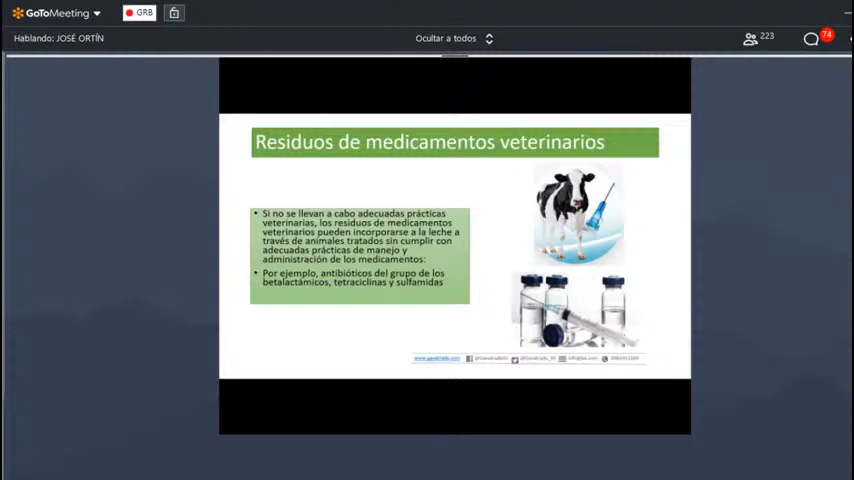 GoToMeeting
GRB
Hablando: JOSÉ ORTÍN
Ocultar a todos
223
74
Residuos de medicamentos veterinarios
• Si no se llevan a cabo adecuadas prácticas
veterinarias, los residuos de medicamentos
veterinarios pueden incorporarse a la leche a
través de animales tratados sin cumplir con
adecuadas prácticas de manejo y
administración de los medicamentos:
• Por ejemplo, antibióticos del grupo de los
betalactámicos, tetraciclinas y sulfamidas